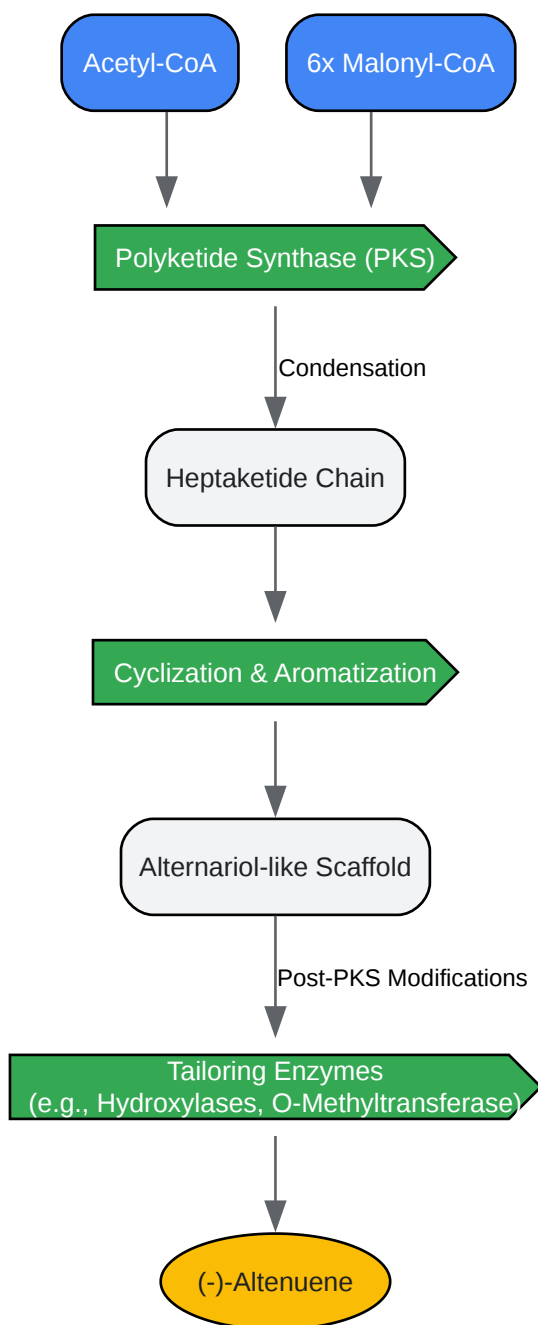 Acetyl-CoA
6x Malonyl-CoA
Polyketide Synthase (PKS)
Condensation
Heptaketide Chain
Cyclization & Aromatization
Alternariol-like Scaffold
Post-PKS Modifications
Tailoring Enzymes
(e.g., Hydroxylases, O-Methyltransferase)
(-)-Altenuene